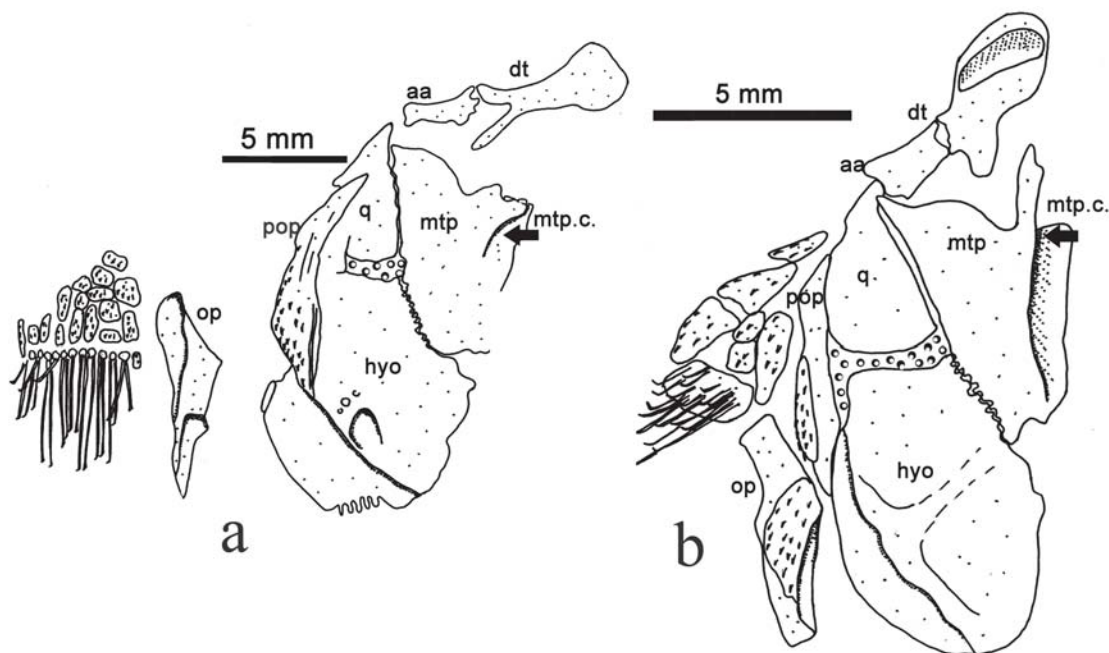 dt
aa
5 mm
pop
q
mtp
mtp.c.
op
hyo
a
5 mm
dt
aa
mtp.c.
mtp
pop
q
hyo
op
b